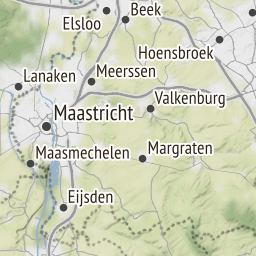 Beek
Elsloo
Hoensbroek
Lanaken
Meerssen
Valkenburg
Maastricht
Maasmechelen
Margraten
Eijsden